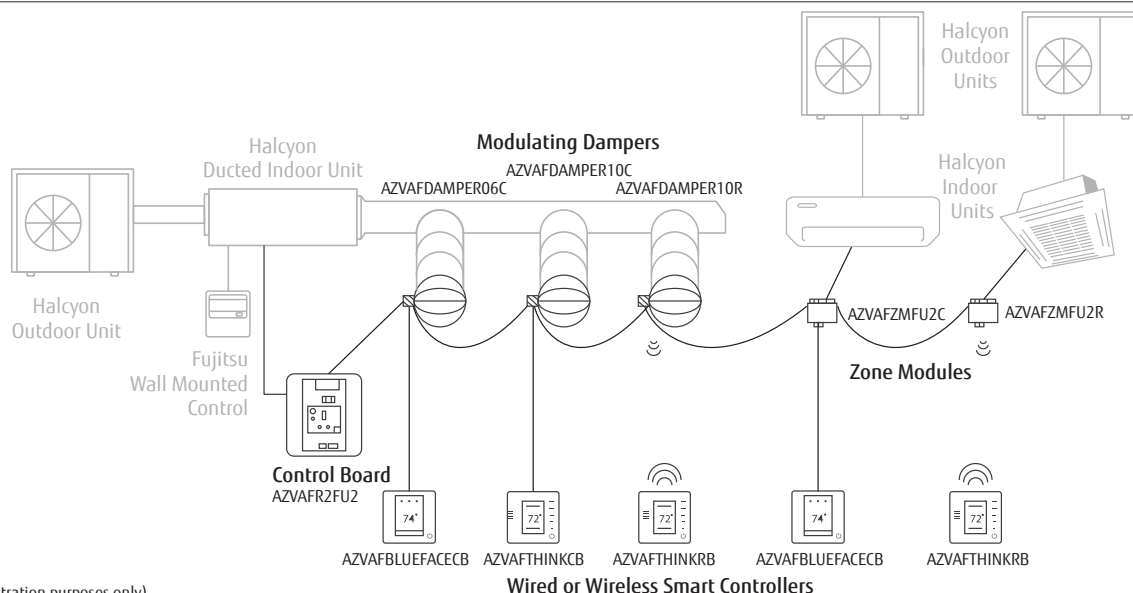 Halcyon
Outdoor
Units
Modulating Dampers
Halcyon
Ducted Indoor Unit
AZVAFDAMPER10C
AZVAFDAMPER06C
AZVAFDAMPER10R
Halcyon
Indoor
Units
Halcyon
Outdoor Unit
AZVAFZMFU2C
AZVAFZMFU2R
Fujitsu
Wall Mounted
Control
Zone Modules
Control Board
AZVAFR2FU2
74°
72°
72°
74°
72°
AZVAFBLUEFACECB
AZVAFTHINKCB
AZVAFTHINKRB
AZVAFBLUEFACECB
AZVAFTHINKRB
Wired or Wireless Smart Controllers
purposes only)